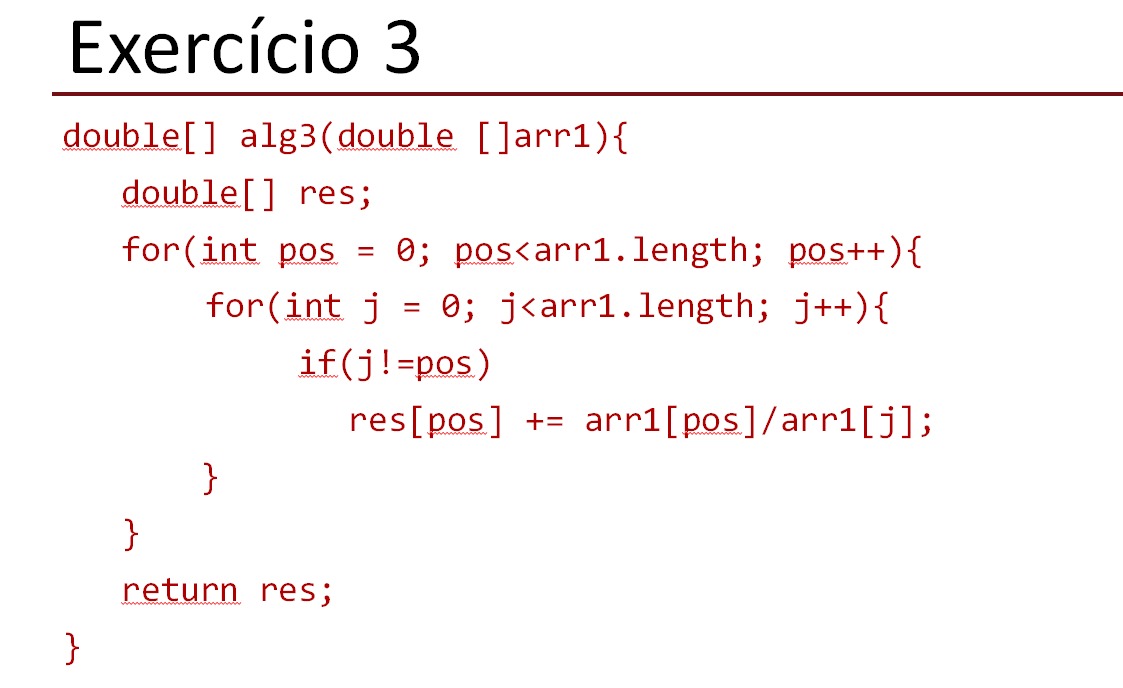 Exercício 3
double[] alg3(double []arr1){
double[] res;
for(int pos = 0; pos<arr1.length; pos++){
for(int j = 0; j<arr1.length; j++){
if(j!=pos)
res[pos] += arr1[pos]/arr1[j];
}
}
return res;
}